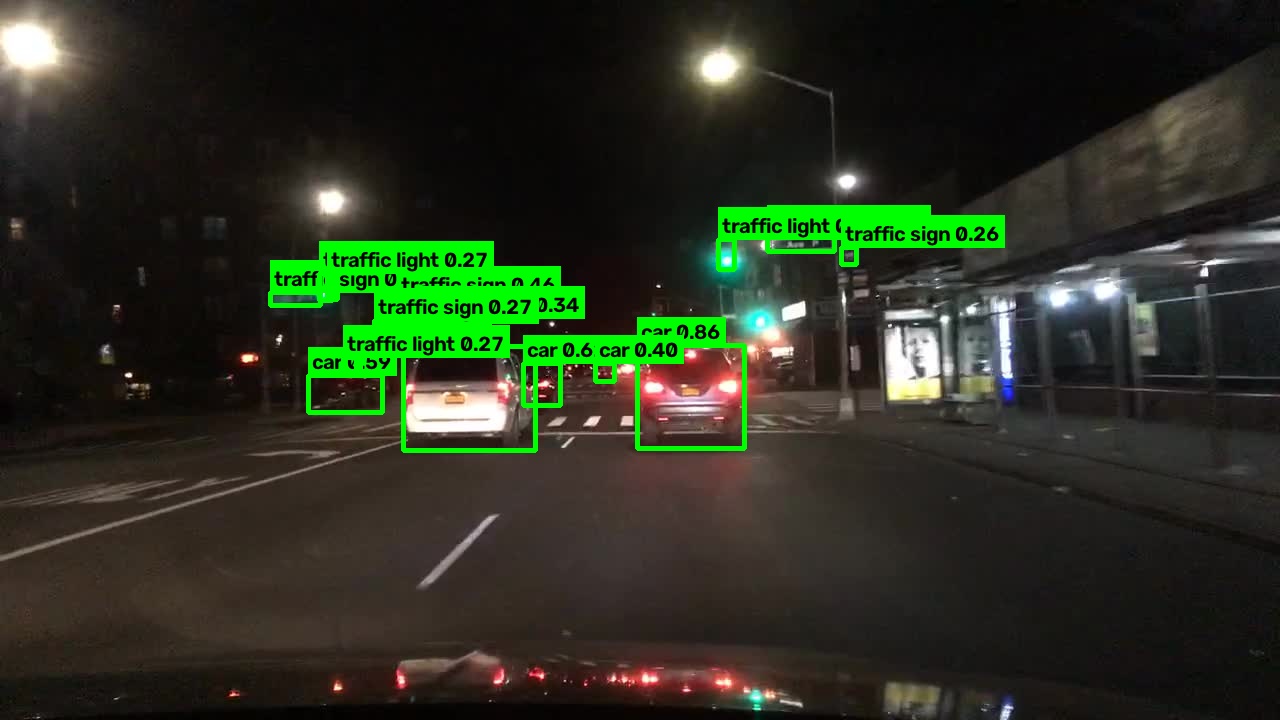 traffic light
traffic sign 0.26
Ave P
traffic light 0.27
traff
sign 0
traffic sign 0.46
traffic sign 0.27
0.34
traffic light 0.27
car 0.86
car 0.6
car 0.40
car 0.59